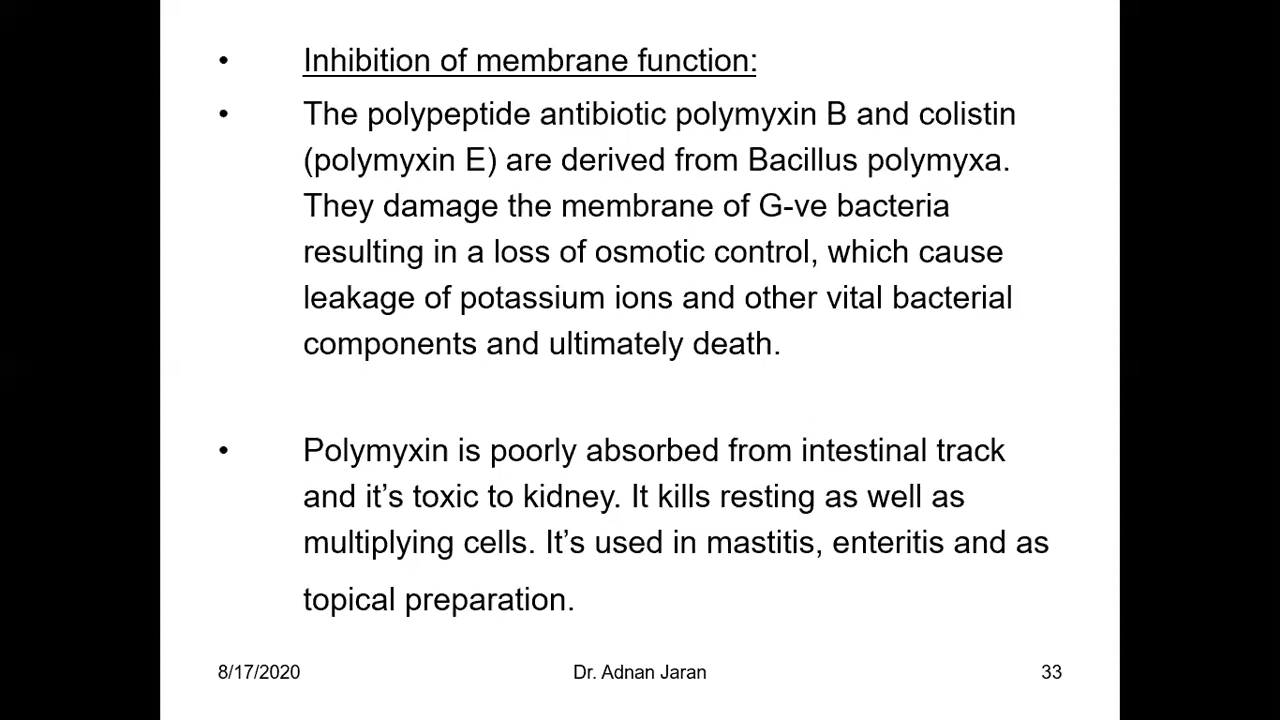 • Inhibition of membrane function:
• The polypeptide antibiotic polymyxin B and colistin
(polymyxin E) are derived from Bacillus polymyxa.
They damage the membrane of G-ve bacteria
resulting in a loss of osmotic control, which cause
leakage of potassium ions and other vital bacterial
components and ultimately death.
• Polymyxin is poorly absorbed from intestinal track
and it’s toxic to kidney. It kills resting as well as
multiplying cells. It’s used in mastitis, enteritis and as
topical preparation.
8/17/2020 Dr. Adnan Jaran 33